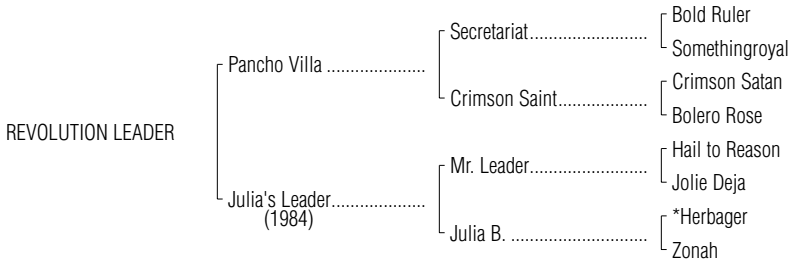 Bold Ruler
Secretariat..........................
Somethingroyal
Pancho Villa ......................
Crimson Satan
Crimson Saint....................
Bolero Rose
REVOLUTION LEADER
Hail to Reason
Mr. Leader..........................
Jolie Deja
Julia's Leader.....................
(1984)
*Herbager
Julia B. ..............................
Zonah